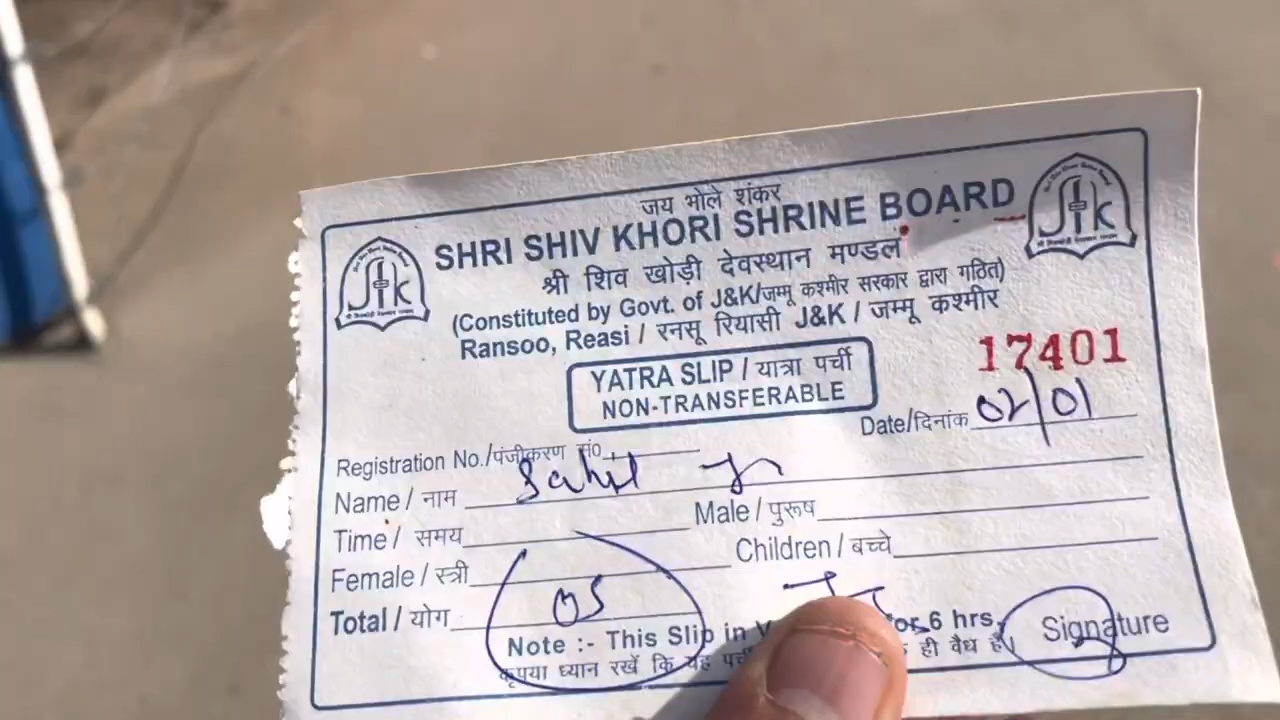 जय भोले शंकर
SHRI SHIV KHORI SHRINE BOARD
श्री शिव खोड़ी देवस्थान मण्डल
(Constituted by Govt. of J&K/जम्मू कश्मीर सरकार द्वारा गठित)
Ransoo, Reasi / रनसू रियासी J&K / जम्मू कश्मीर
17401
YATRA SLIP / यात्रा पर्ची
NON-TRANSFERABLE
Date/दिनांक 02/01
Registration No./पंजीकरण सं०
Name / नाम Sahil
Time / समय Male / पुरूष
Female / स्त्री Children / बच्चे
Total / योग 05
Note :- This Slip in 6 hrs. Signature
कृपया ध्यान रखें कि यह ही वैध है